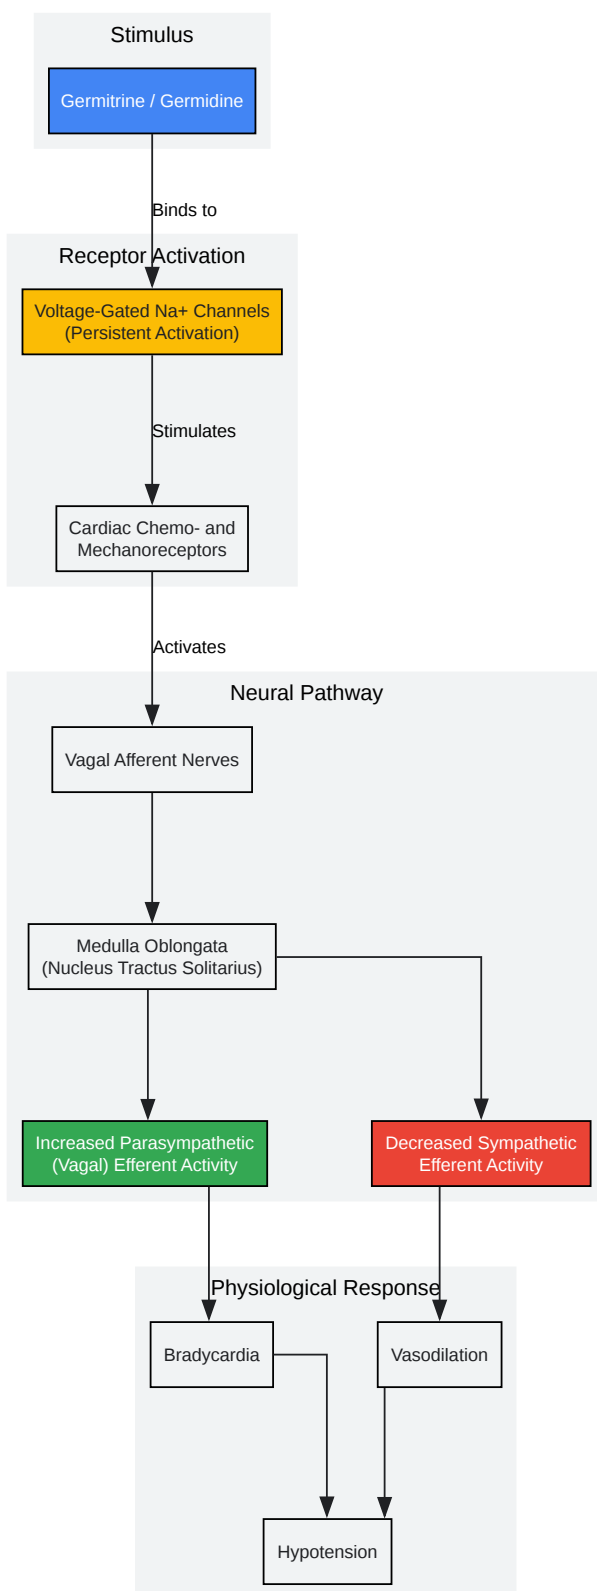 Stimulus
Germitrine / Germidine
Binds to
Receptor Activation
Voltage-Gated Na+ Channels
(Persistent Activation)
Stimulates
Cardiac Chemo- and
Mechanoreceptors
Activates
Neural Pathway
Vagal Afferent Nerves
Medulla Oblongata
(Nucleus Tractus Solitarius)
Increased Parasympathetic
(Vagal) Efferent Activity
Decreased Sympathetic
Efferent Activity
Physiological Response
Bradycardia
Vasodilation
Hypotension